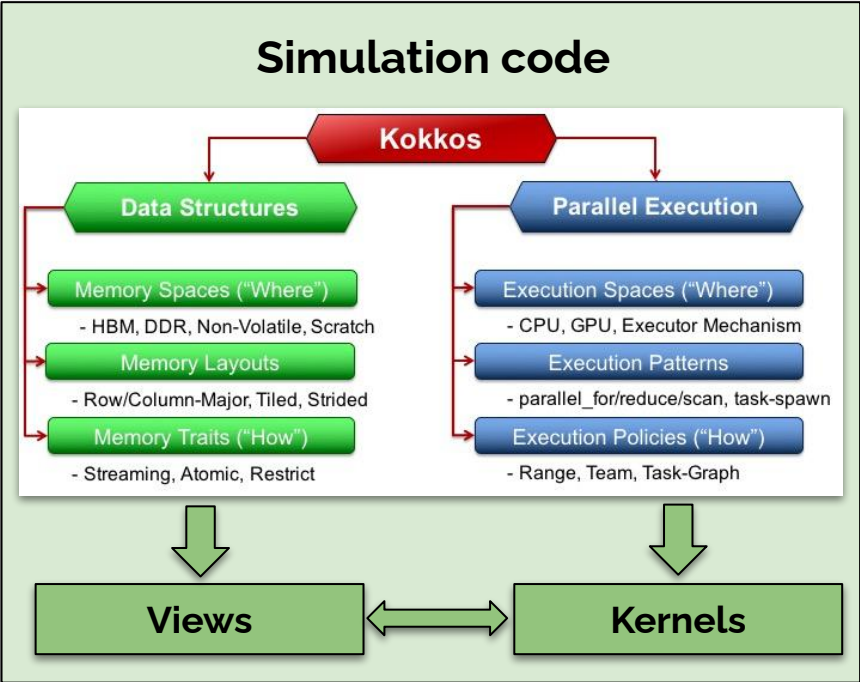 Simulation code
Kokkos
Data Structures
Memory Spaces (“Where”)
- HBM, DDR, Non-Volatile, Scratch
Memory Layouts
- Row/Column-Major, Tiled, Strided
Memory Traits (“How”)
- Streaming, Atomic, Restrict
Parallel Execution
Execution Spaces (“Where”)
- CPU, GPU, Executor Mechanism
Execution Patterns
- parallel_for/reduce/scan, task-spawn
Execution Policies (“How”)
- Range, Team, Task-Graph
Views
Kernels